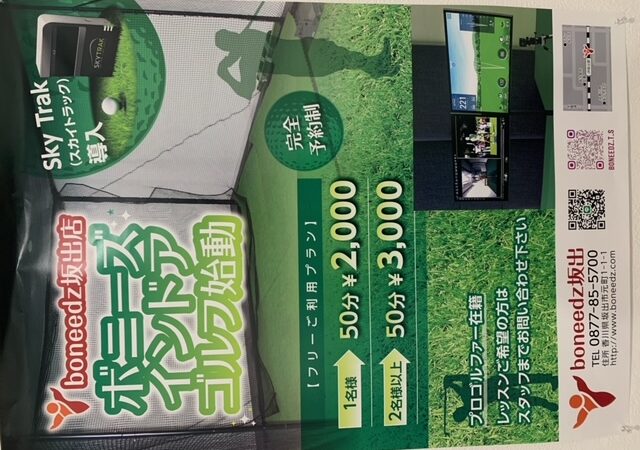 boneedz坂出店
ボニーズ
インドア
ゴルフ始動
Sky Trak
(スカイトラック)
導入
SKYTRAK
完全
予約制
【フリーご利用プラン】
1名様 50分 ¥2,000
2名様以上 50分 ¥3,000
プロゴルファー在籍
レッスンご希望の方は
スタッフまでお問い合わせ下さい
221
boneedz坂出
TEL 0877-85-5700
住所 香川県坂出市元町1-1-1
http://www.boneedz.com
BONEEDZ.T.S